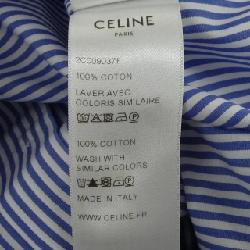 CELINE
PARIS
100% COTON
LAVER AVEC
COLORIS SIMILAIRE
100% COTTON
WASH WITH
SIMILAR COLORS
MADE IN ITALY
WWW.CELINE.FR